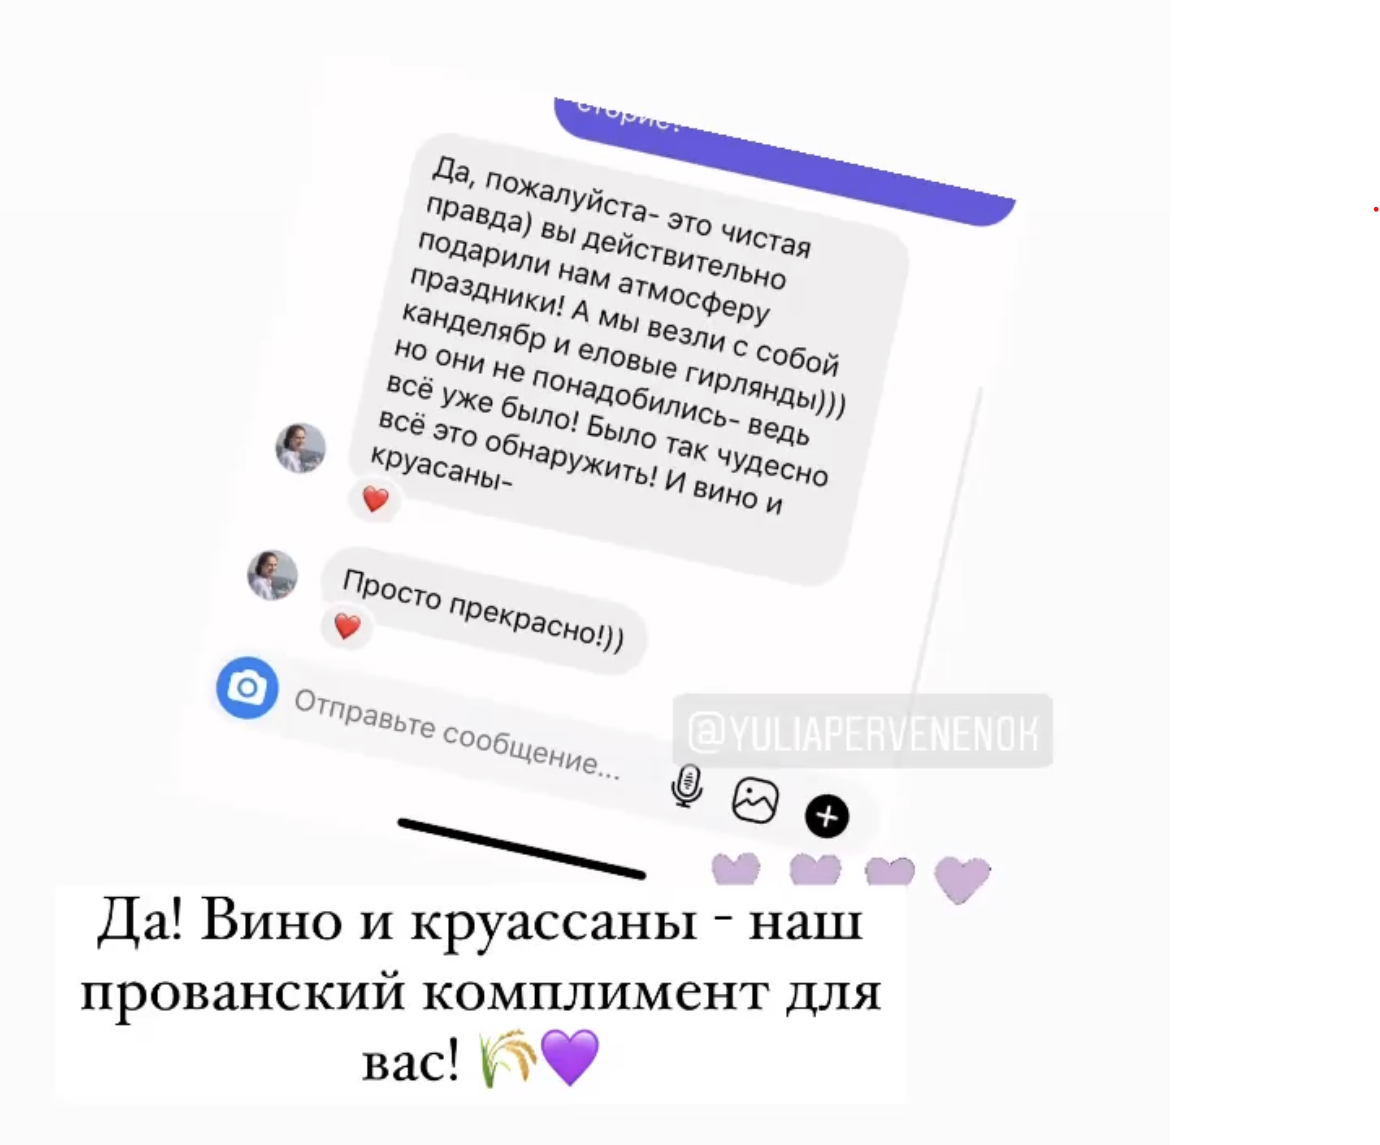 сторис?
Да, пожалуйста- это чистая
правда) вы действительно
подарили нам атмосферу
праздники! А мы везли с собой
канделябр и еловые гирлянды)))
но они не понадобились- ведь
всё уже было! Было так чудесно
всё это обнаружить! И вино и
круасаны-
Просто прекрасно!))
Отправьте сообщение...
@YULIAPERVENENOK
Да! Вино и круассаны - наш
прованский комплимент для
вас! 🌾💜